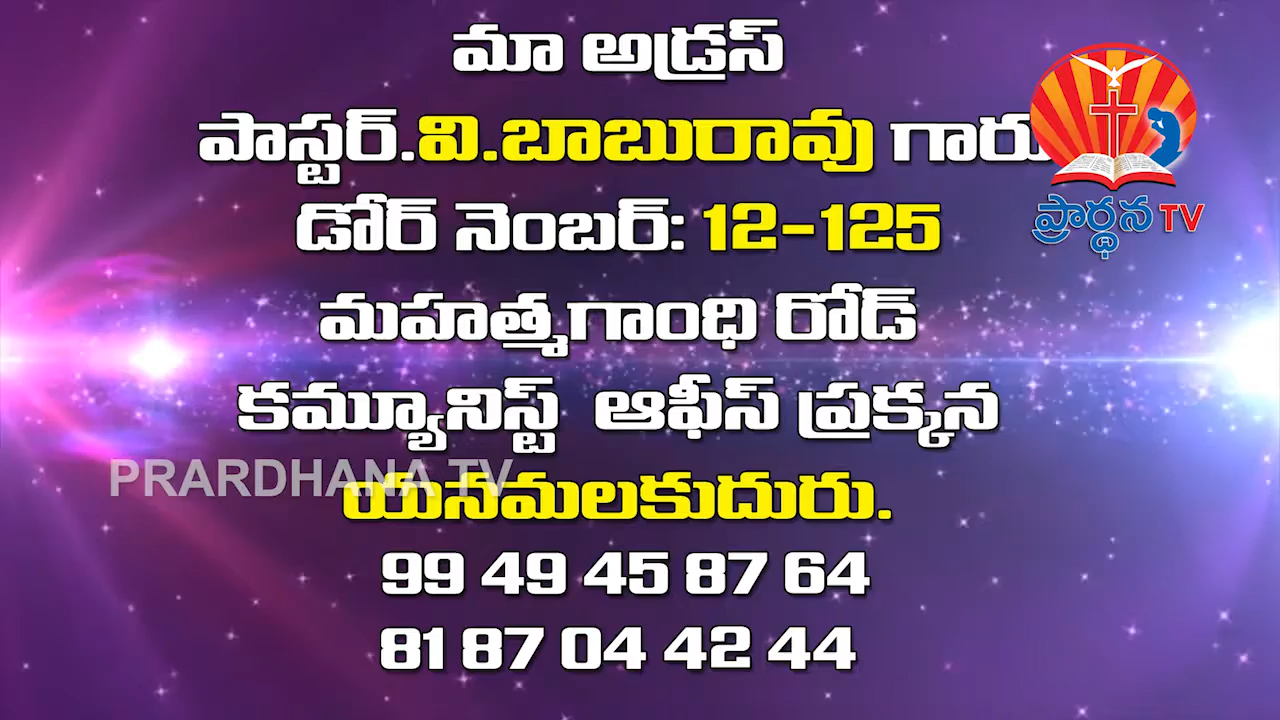 మా అడ్రస్
పాస్టర్.వి.బాబురావు గారు
ప్రార్థన TV
డోర్ నెంబర్: 12-125
మహత్మగాంధి రోడ్
కమ్యూనిస్ట్ ఆఫీస్ ప్రక్కన
PRARDHANA TV
యనమలకుదురు.
99 49 45 87 64
81 87 04 42 44